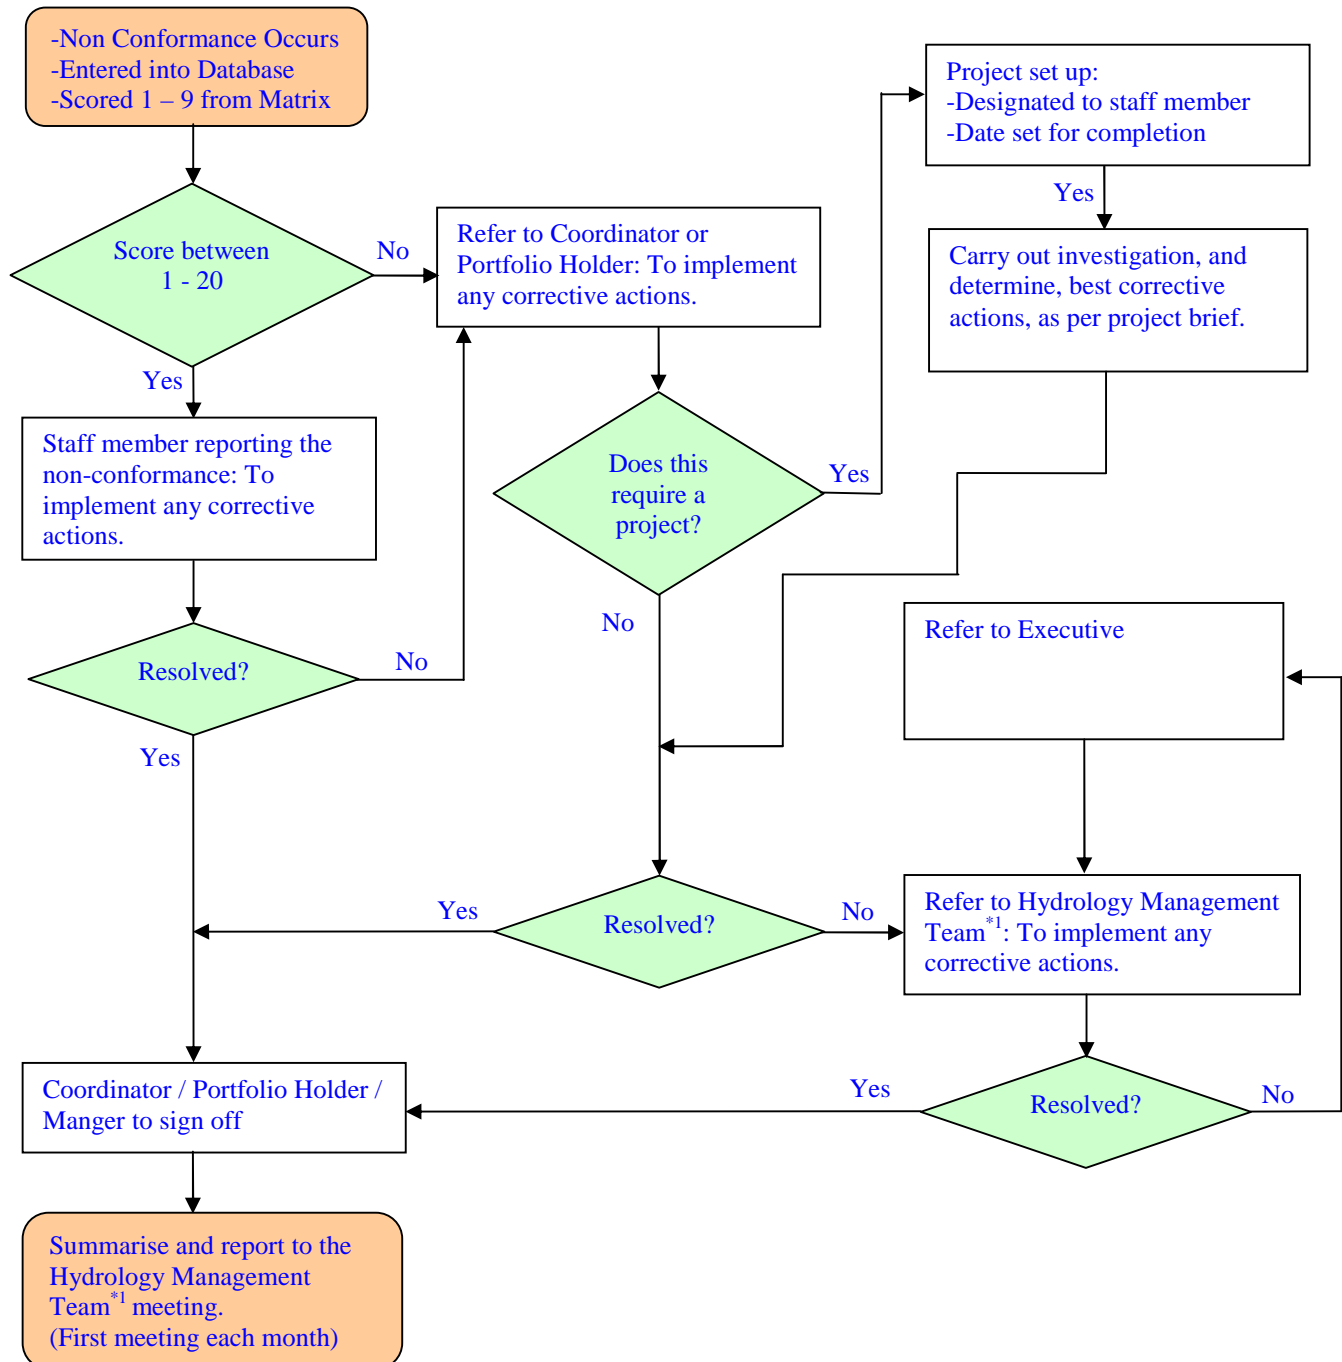 -Non Conformance Occurs
-Entered into Database
-Scored 1 – 9 from Matrix
Score between
1 - 20
No
Yes
Refer to Coordinator or
Portfolio Holder: To implement
any corrective actions.
Project set up:
-Designated to staff member
-Date set for completion
Yes
Carry out investigation, and
determine, best corrective
actions, as per project brief.
Staff member reporting the
non-conformance: To
implement any corrective
actions.
Does this
require a
project?
Yes
No
Resolved?
No
Yes
Refer to Executive
Resolved?
Yes
No
Refer to Hydrology Management
Team*1: To implement any
corrective actions.
Resolved?
Yes
No
Coordinator / Portfolio Holder /
Manger to sign off
Summarise and report to the
Hydrology Management
Team*1 meeting.
(First meeting each month)